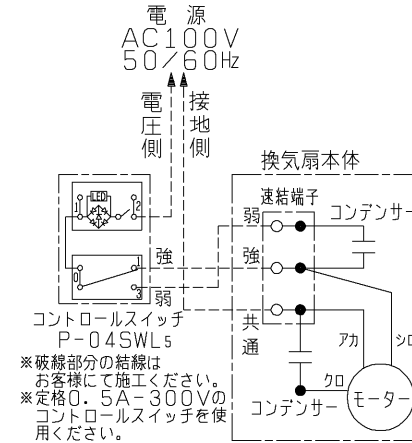 電源
AC100V
50/60Hz
電圧側
接地側
換気扇本体
速結端子
コンデンサー
LED
1
2
弱
強
強
0
1
3
弱
共通
コントロールスイッチ
P-04SWL5
アカ
シロ
クロ
コンデンサー
モーター
※破線部分の結線は
お客様にて施工ください。
※定格0.5A-300Vの
コントロールスイッチを使
用ください。